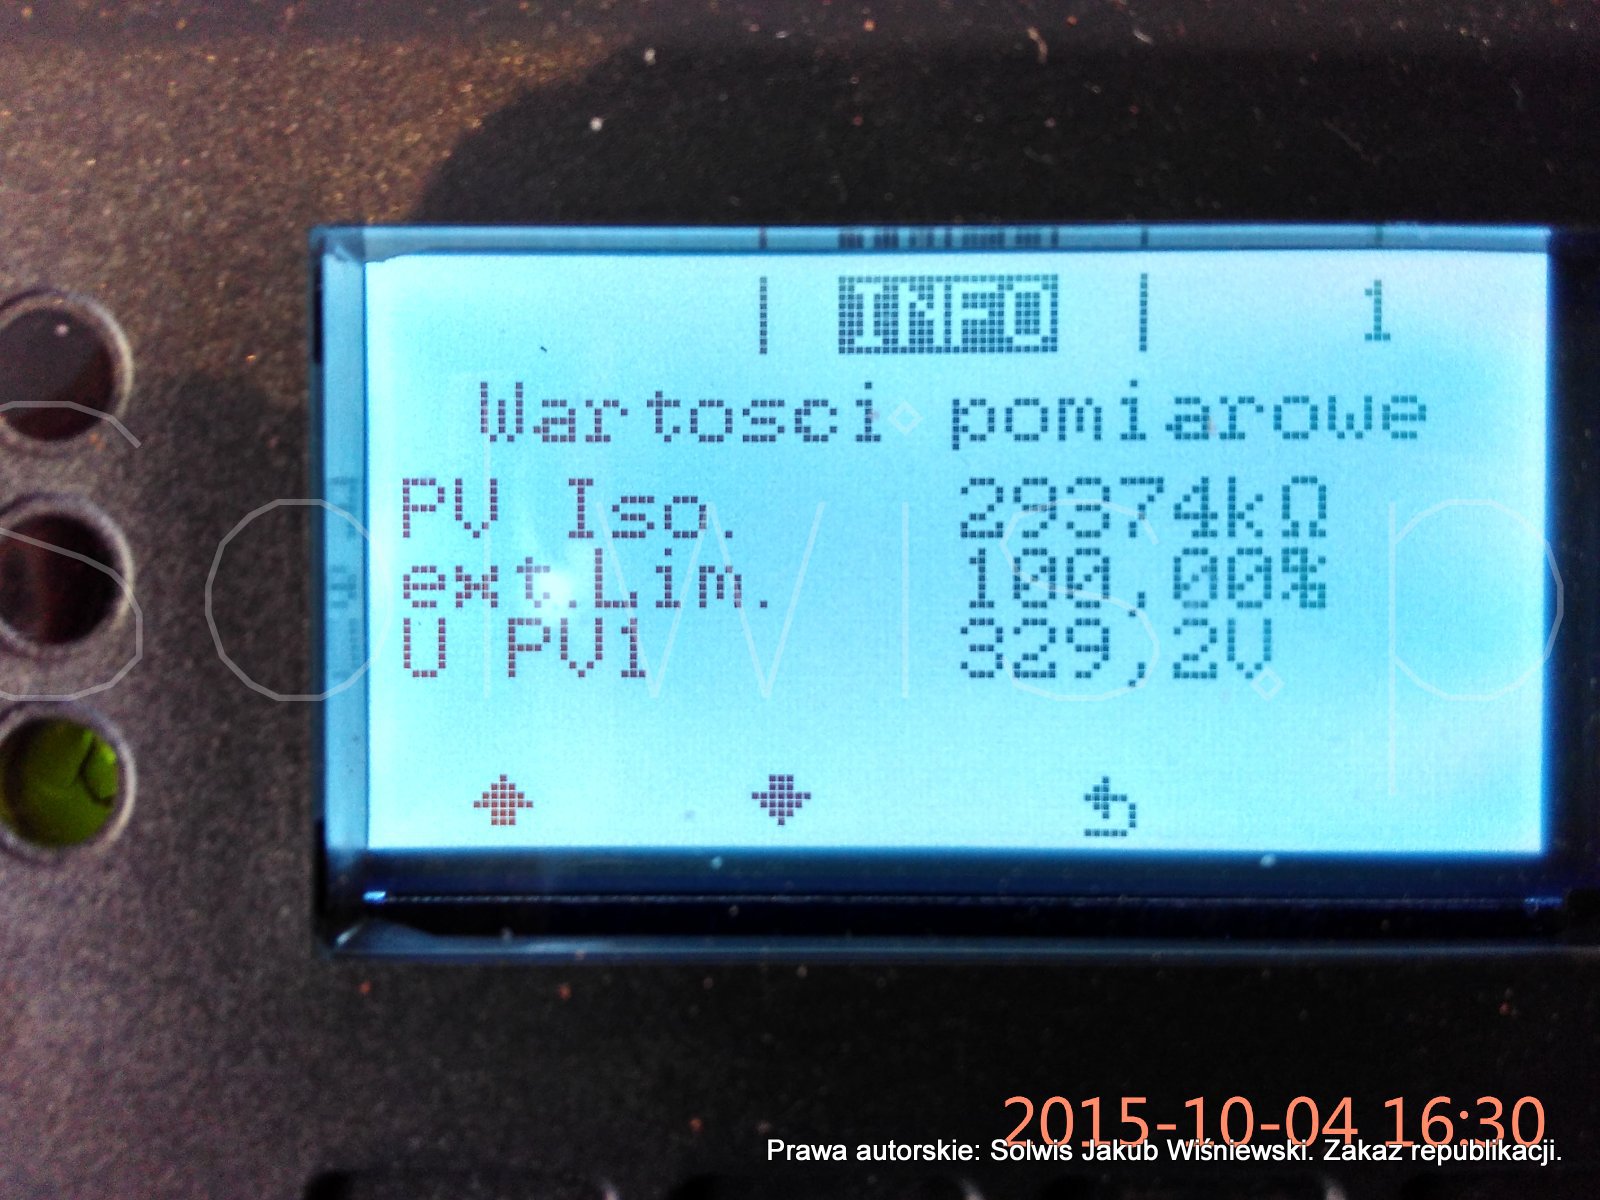 | INFO | 1
Wartosci pomiarowe
PV Iso. 29374kΩ
ext.Lim. 100,00%
U PV1 329,2V
solwis.p
2015-10-04 16:30
Prawa autorskie: Solwis Jakub Wiśniewski. Zakaz republikacji.